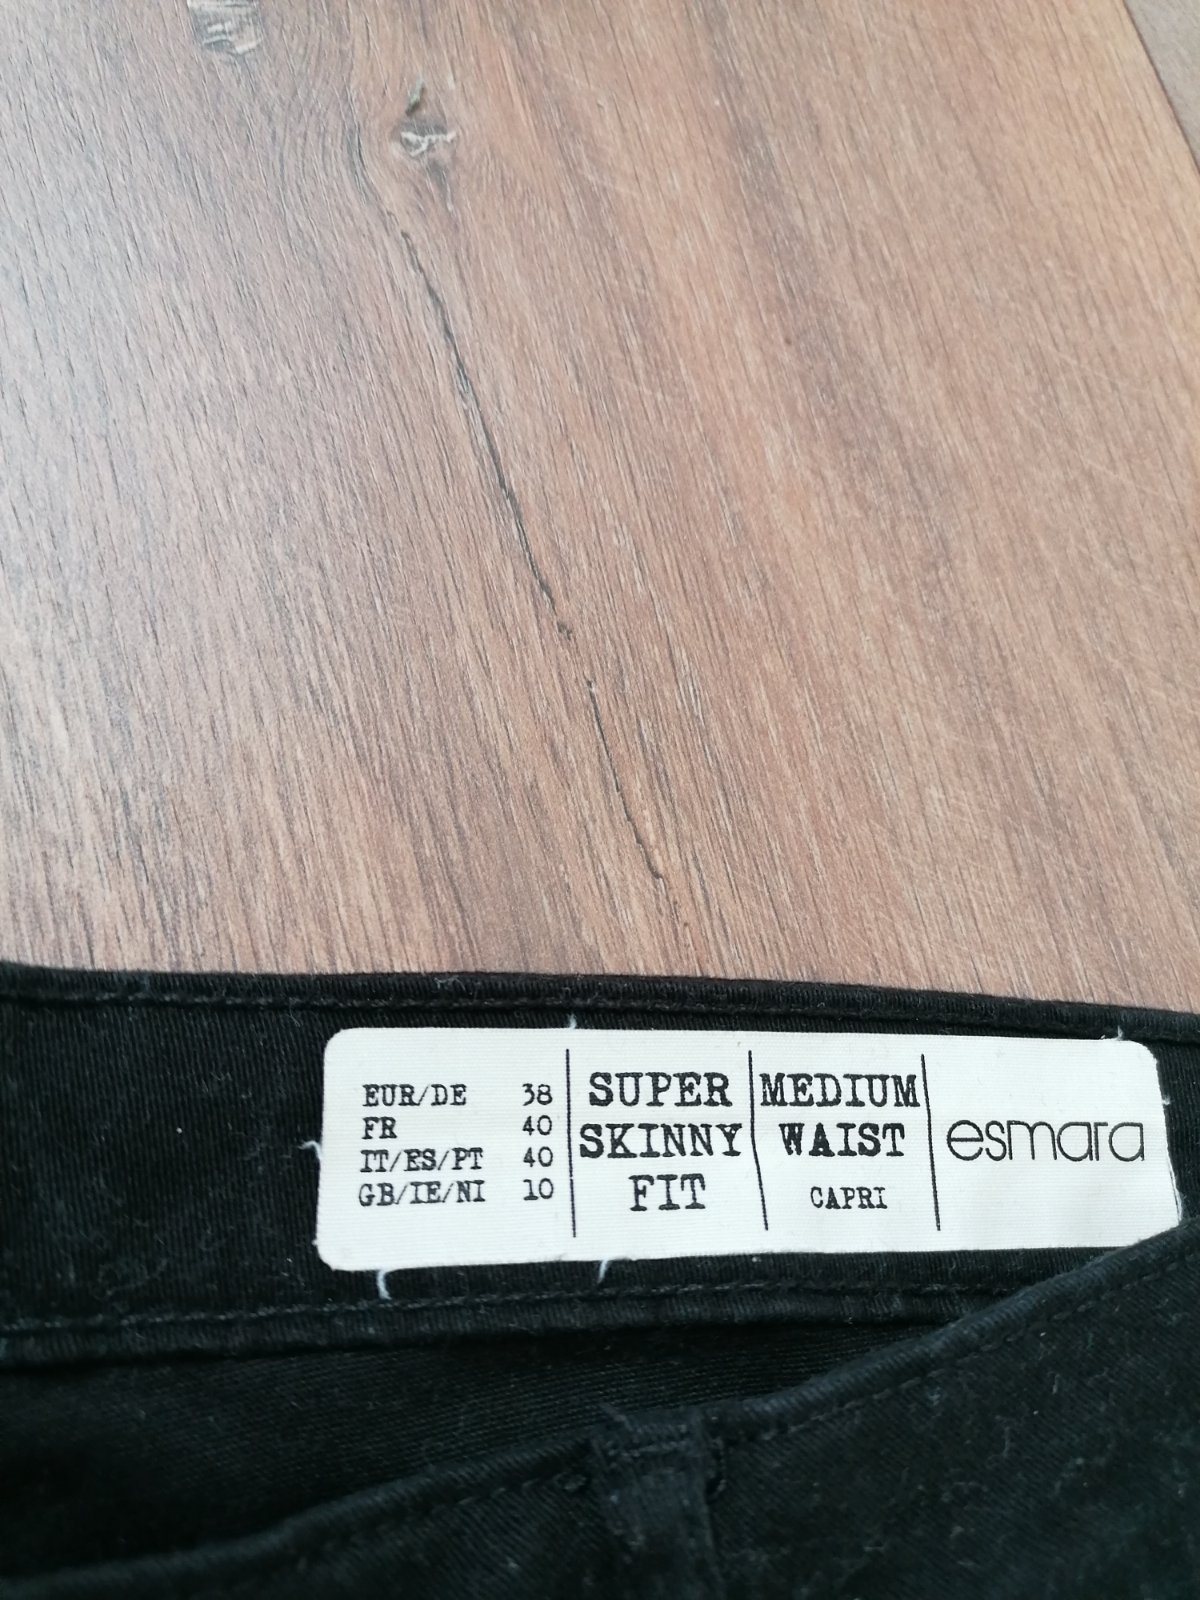 EUR/DE 38
FR 40
IT/ES/PT 40
GB/IE/NI 10
SUPER
SKINNY
FIT
MEDIUM
WAIST
CAPRI
esmara